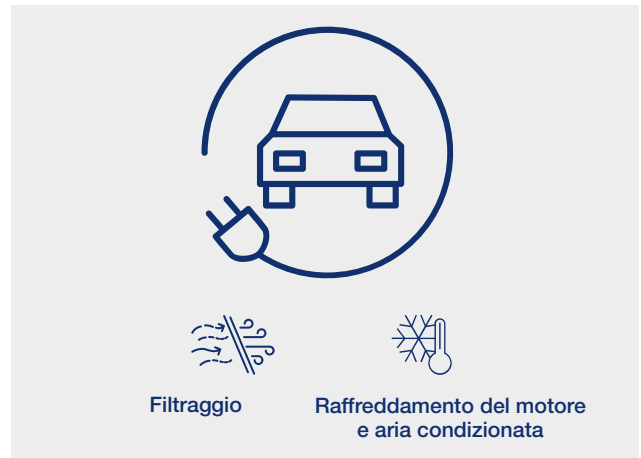 Filtraggio
Raffreddamento del motore
e aria condizionata